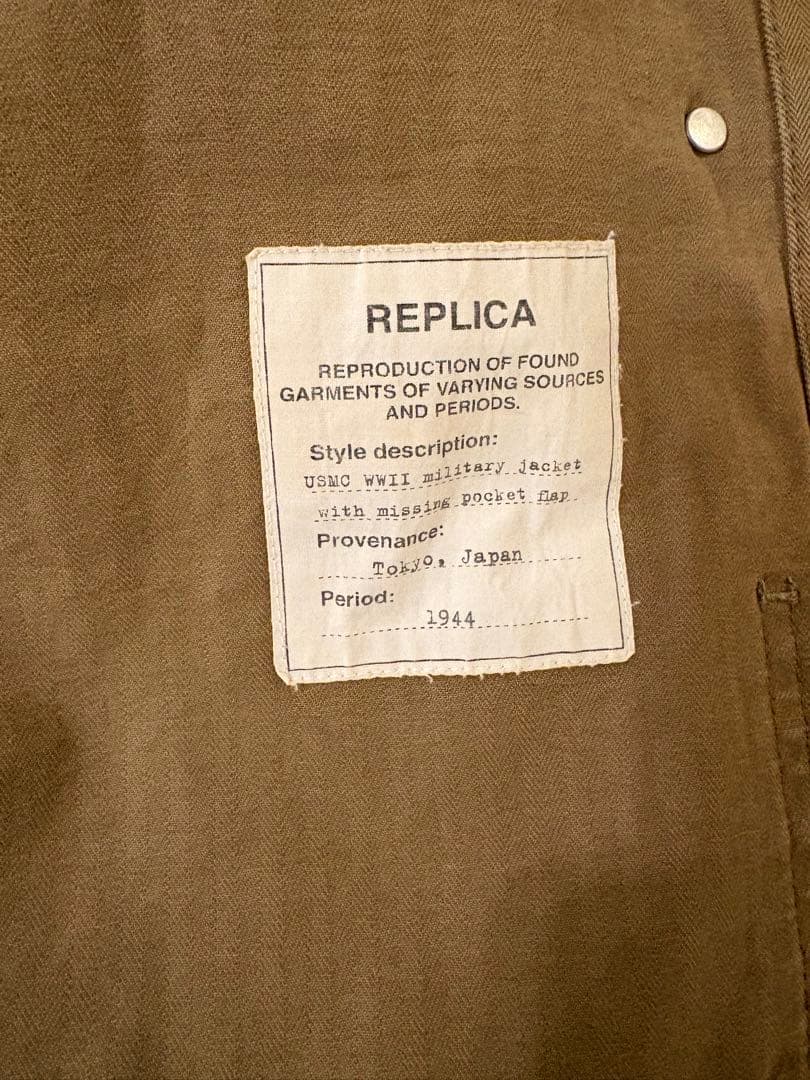 REPLICA
REPRODUCTION OF FOUND
GARMENTS OF VARYING SOURCES
AND PERIODS.
Style description:
USMC WWII military jacket
with missing pocket flap
Provenance:
Tokyo, Japan
Period:
1944